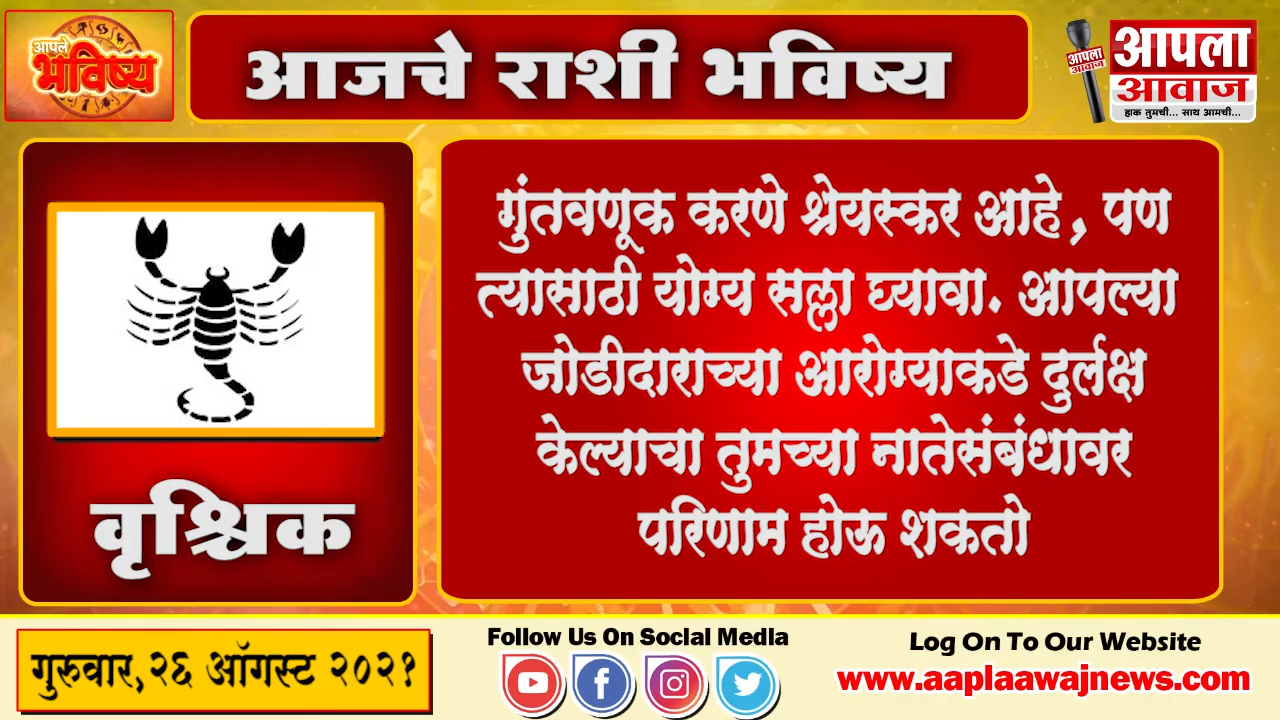 आपले
भविष्य
आजचे राशी भविष्य
आपला
आवाज
आपला
आवाज
हाक तुमची... साथ आमची...
गुंतवणूक करणे श्रेयस्कर आहे, पण
त्यासाठी योग्य सल्ला घ्यावा. आपल्या
जोडीदाराच्या आरोग्याकडे दुर्लक्ष
केल्याचा तुमच्या नातेसंबंधावर
परिणाम होऊ शकतो
वृश्चिक
गुरुवार,२६ ऑगस्ट २०२१
Follow Us On Social Media
Log On To Our Website
www.aaplaawajnews.com